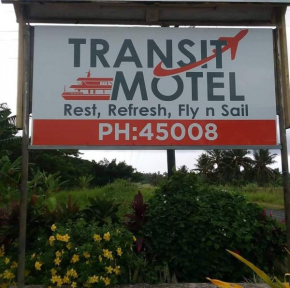 TRANSIT
MOTEL
Rest, Refresh, Fly n Sail
PH:45008